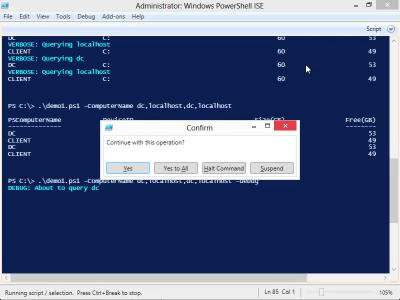 Administrator: Windows PowerShell ISE
File Edit View Tools Debug Add-ons Help
Script
DC C: 60 53
VERBOSE: Querying localhost
CLIENT C: 60 49
VERBOSE: Querying dc
DC C: 60 53
VERBOSE: Querying localhost
CLIENT C: 60 49
PS C:\> .\demo1.ps1 -ComputerName dc,localhost,dc,localhost
PSComputerName Free(GB)
DC 53
CLIENT 49
DC 53
CLIENT 49
Confirm
Continue with this operation?
Yes Yes to All Halt Command Suspend
PS C:\> .\demo1.ps1 -ComputerName dc,localhost,dc,localhost -debug
DEBUG: About to query dc
Running script / selection. Press Ctrl+Break to stop. Ln 85 Col 1 105%